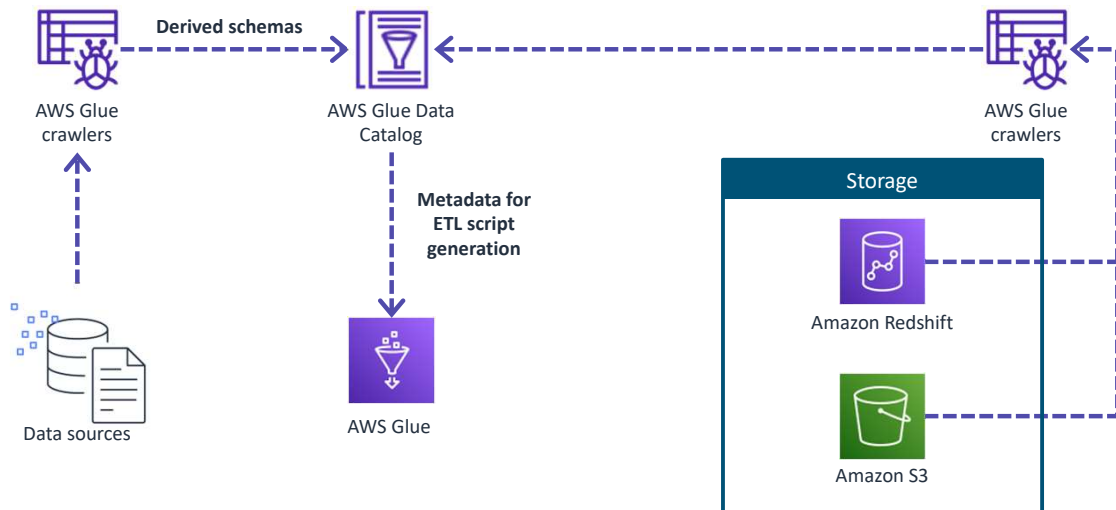 Derived schemas
AWS Glue
crawlers
AWS Glue Data
Catalog
AWS Glue
crawlers
Metadata for
ETL script
generation
Storage
Amazon Redshift
Data sources
AWS Glue
Amazon S3